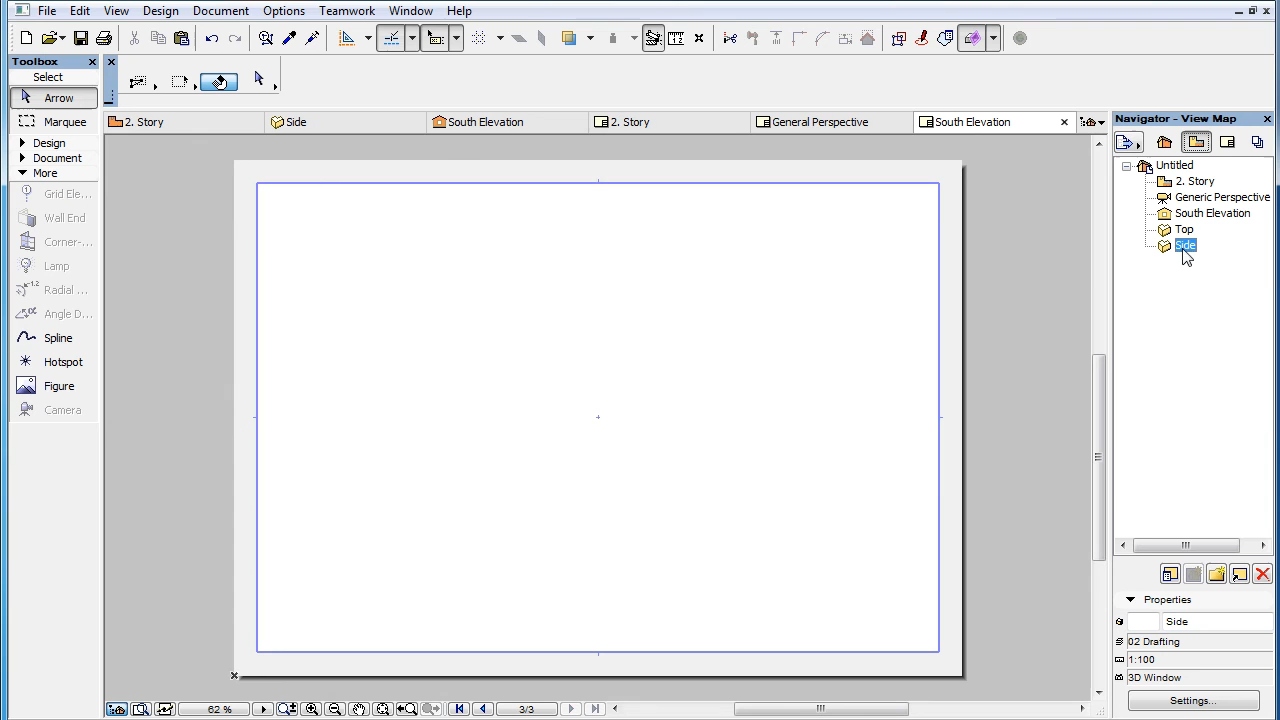 File Edit View Design Document Options Teamwork Window Help
Toolbox
Select
Arrow
Marquee
Design
Document
More
Grid Ele...
Wall End
Corner-...
Lamp
Radial ...
Angle D...
Spline
Hotspot
Figure
Camera
2. Story Side South Elevation 2. Story General Perspective South Elevation
Navigator - View Map
Untitled
2. Story
Generic Perspective
South Elevation
Top
Side
Properties
Side
02 Drafting
1:100
3D Window
Settings...
62 % 3/3